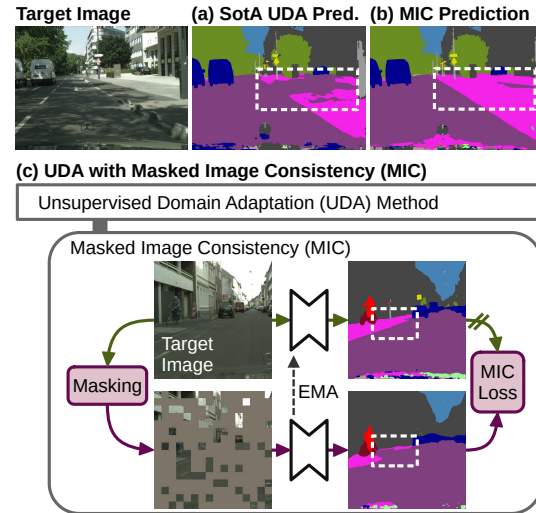 Target Image
(a) SotA UDA Pred.
(b) MIC Prediction
(c) UDA with Masked Image Consistency (MIC)
Unsupervised Domain Adaptation (UDA) Method
Masked Image Consistency (MIC)
Target
Image
Masking
EMA
MIC
Loss